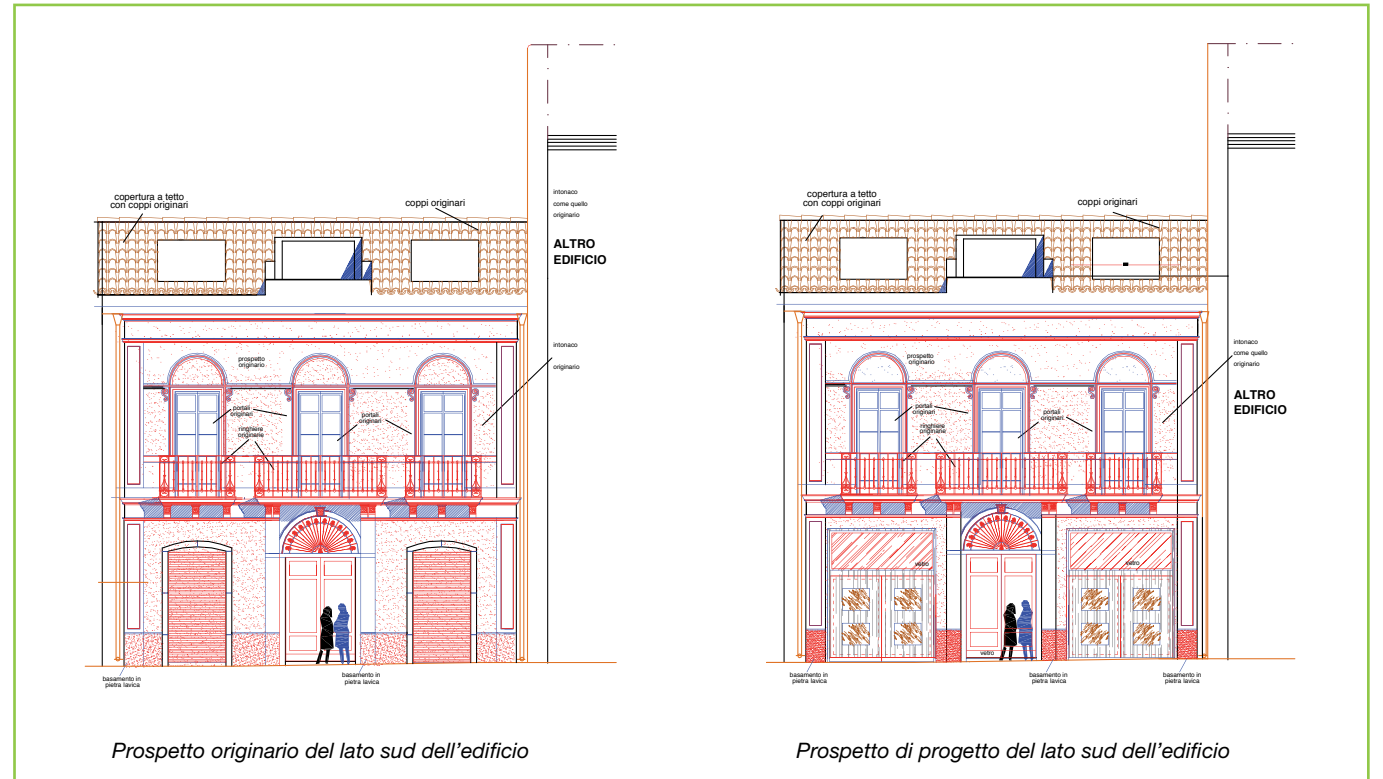 copertura a tetto
con coppi originari
coppi originari
intonaco
come quello
originario
ALTRO
EDIFICIO
intonaco
originario
prospetto
originario
portali
originari
portali
originari
ringhiere
originarie
basamento in
pietra lavica
basamento in
pietra lavica
Prospetto originario del lato sud dell'edificio
copertura a tetto
con coppi originari
coppi originari
intonaco
come quello
originario
ALTRO
EDIFICIO
prospetto
originario
portali
originari
portali
originari
ringhiere
originarie
vetro
vetro
vetro
basamento in
pietra lavica
basamento in
pietra lavica
basamento in
pietra lavica
Prospetto di progetto del lato sud dell'edificio